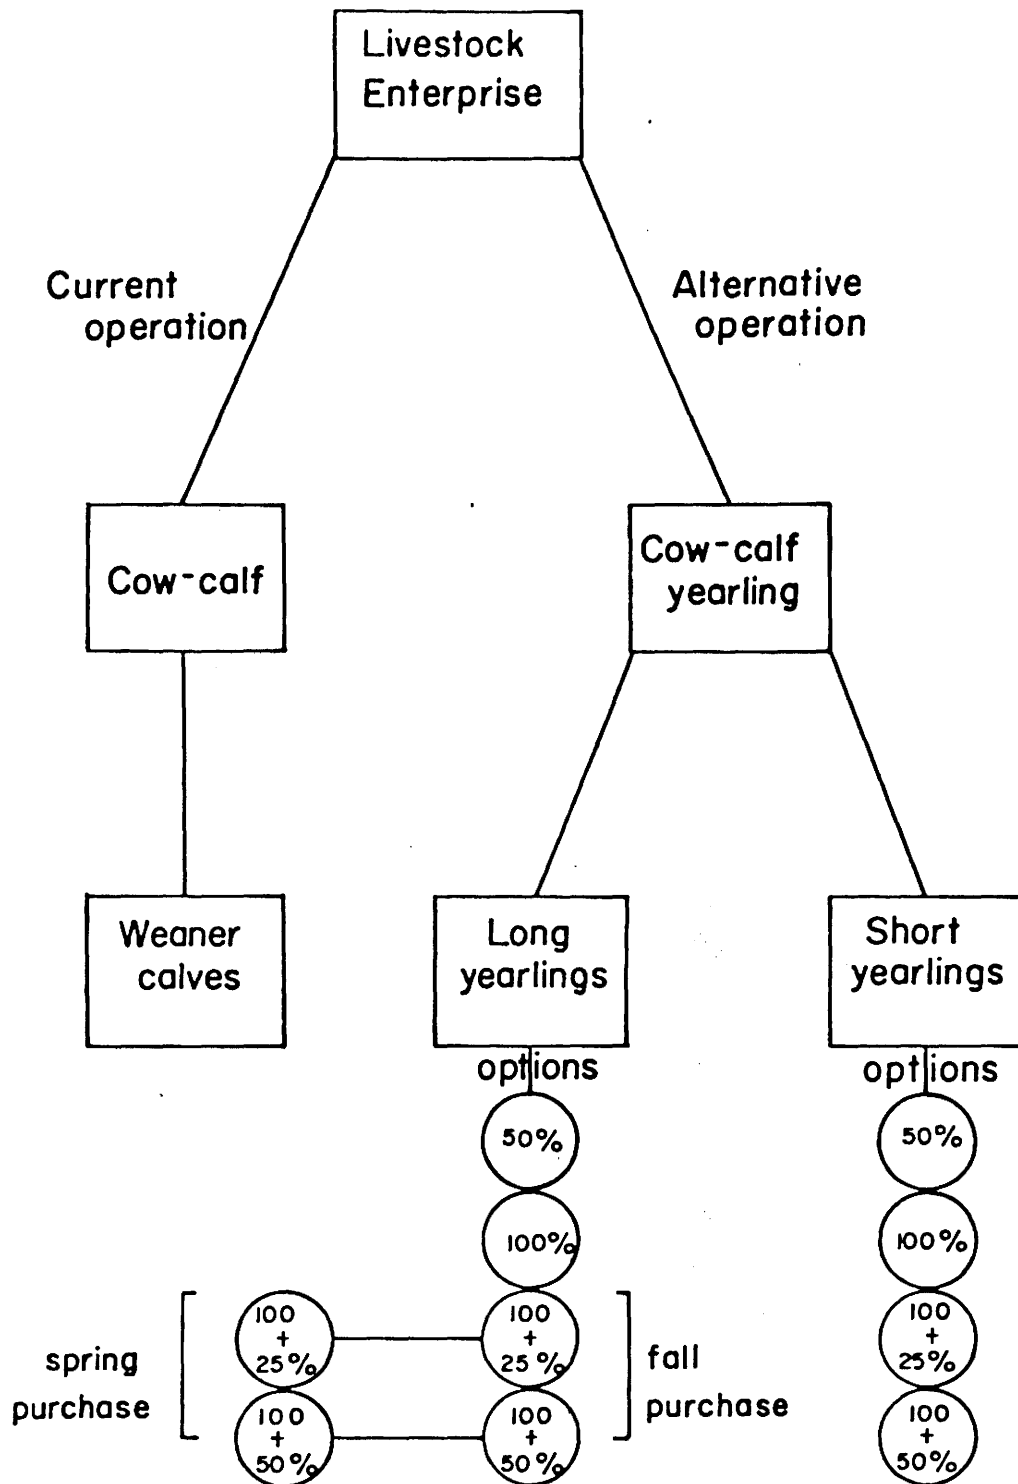 Livestock
Enterprise
Current
operation
Alternative
operation
Cow-calf
Cow-calf
yearling
Weaner
calves
Long
yearlings
Short
yearlings
options
options
50%
50%
100%
100%
spring
purchase
100
+
25%
100
+
25%
fall
purchase
100
+
25%
100
+
50%
100
+
50%
100
+
50%